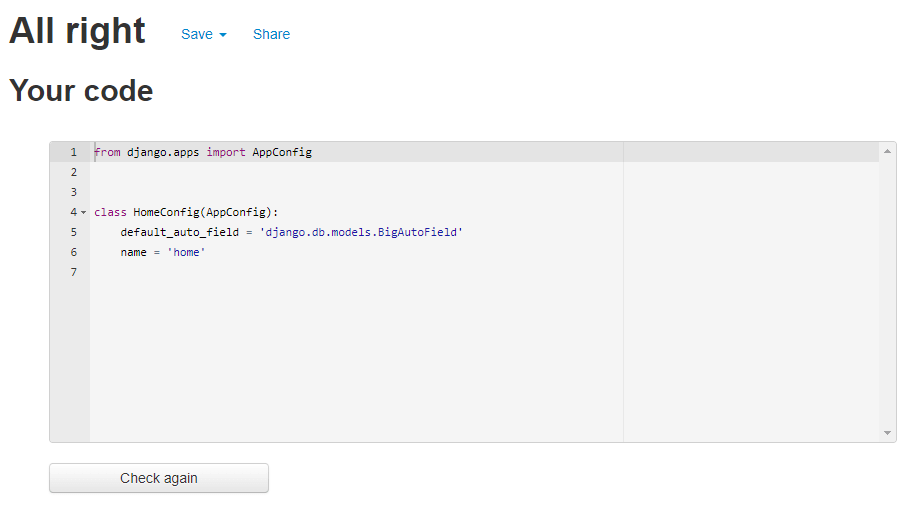 All right Save Share
Your code
1 from django.apps import AppConfig
2
3
4 class HomeConfig(AppConfig):
5     default_auto_field = 'django.db.models.BigAutoField'
6     name = 'home'
7
Check again